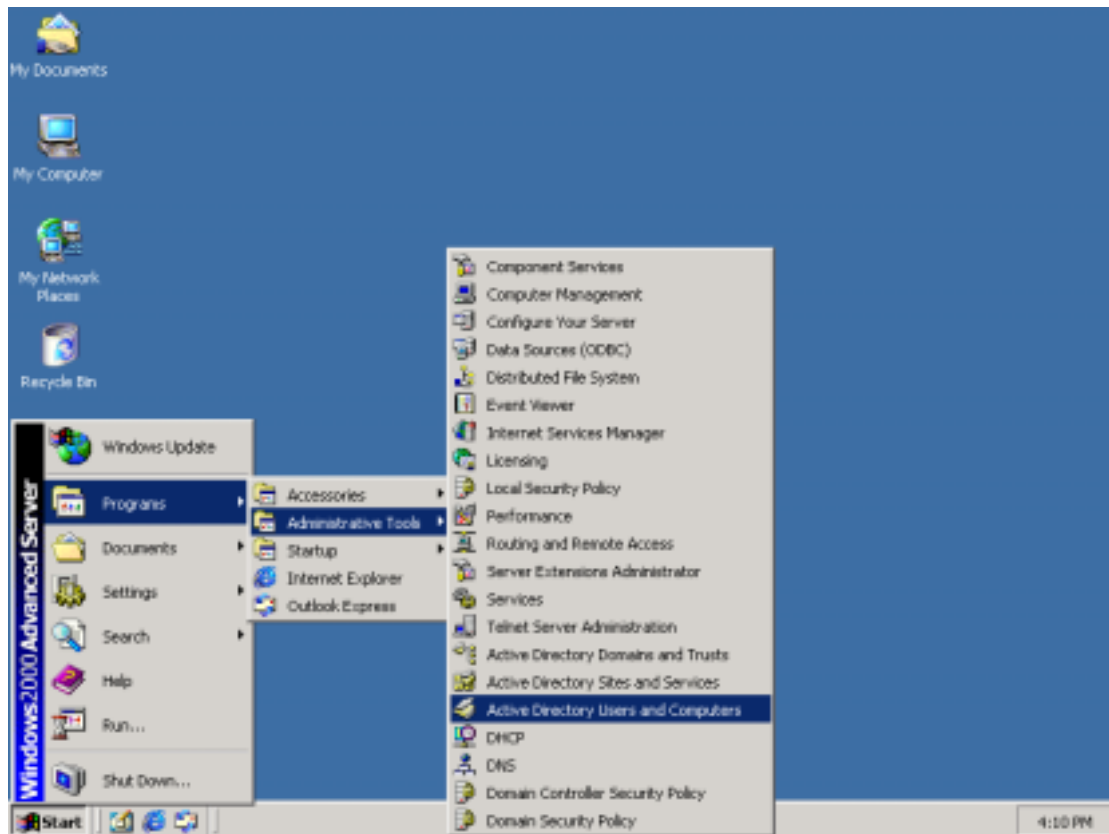 My Documents
My Computer
My Network
Places
Recycle Bin
Windows 2000 Advanced Server
Windows Update
Programs
Documents
Settings
Search
Help
Run...
Shut Down...
Accessories
Administrative Tools
Startup
Internet Explorer
Outlook Express
Component Services
Computer Management
Configure Your Server
Data Sources (ODBC)
Distributed File System
Event Viewer
Internet Services Manager
Licensing
Local Security Policy
Performance
Routing and Remote Access
Server Extensions Administrator
Services
Telnet Server Administration
Active Directory Domains and Trusts
Active Directory Sites and Services
Active Directory Users and Computers
DHCP
DNS
Domain Controller Security Policy
Domain Security Policy
Start
4:10 PM